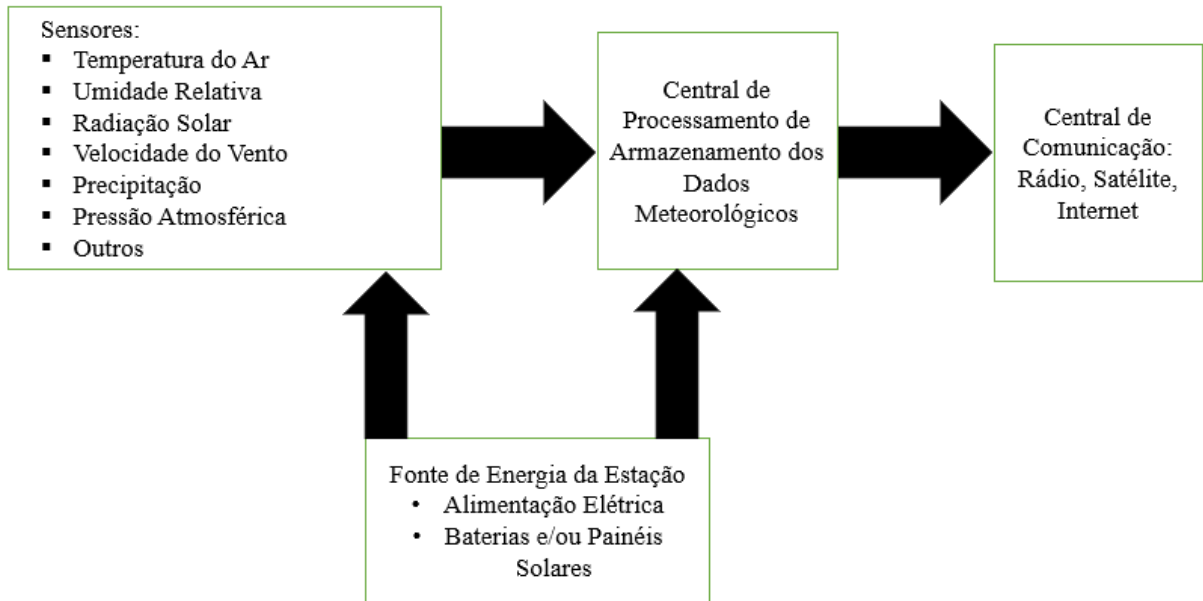 Sensores:
▪ Temperatura do Ar
▪ Umidade Relativa
▪ Radiação Solar
▪ Velocidade do Vento
▪ Precipitação
▪ Pressão Atmosférica
▪ Outros
Central de
Processamento de
Armazenamento dos
Dados
Meteorológicos
Central de
Comunicação:
Rádio, Satélite,
Internet
Fonte de Energia da Estação
• Alimentação Elétrica
• Baterias e/ou Painéis
Solares